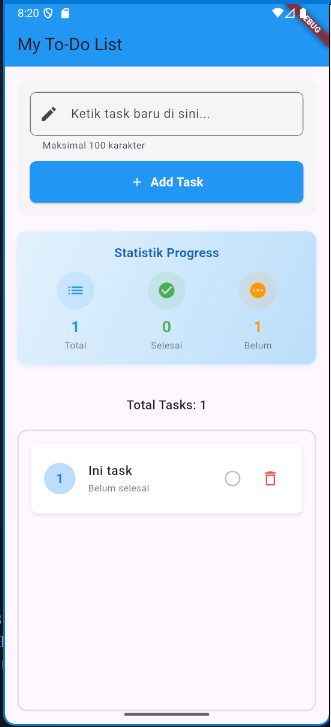 8:20
DEBUG
My To-Do List
Ketik task baru di sini...
Maksimal 100 karakter
+ Add Task
Statistik Progress
1 0 1
Total Selesai Belum
Total Tasks: 1
1
Ini task
Belum selesai